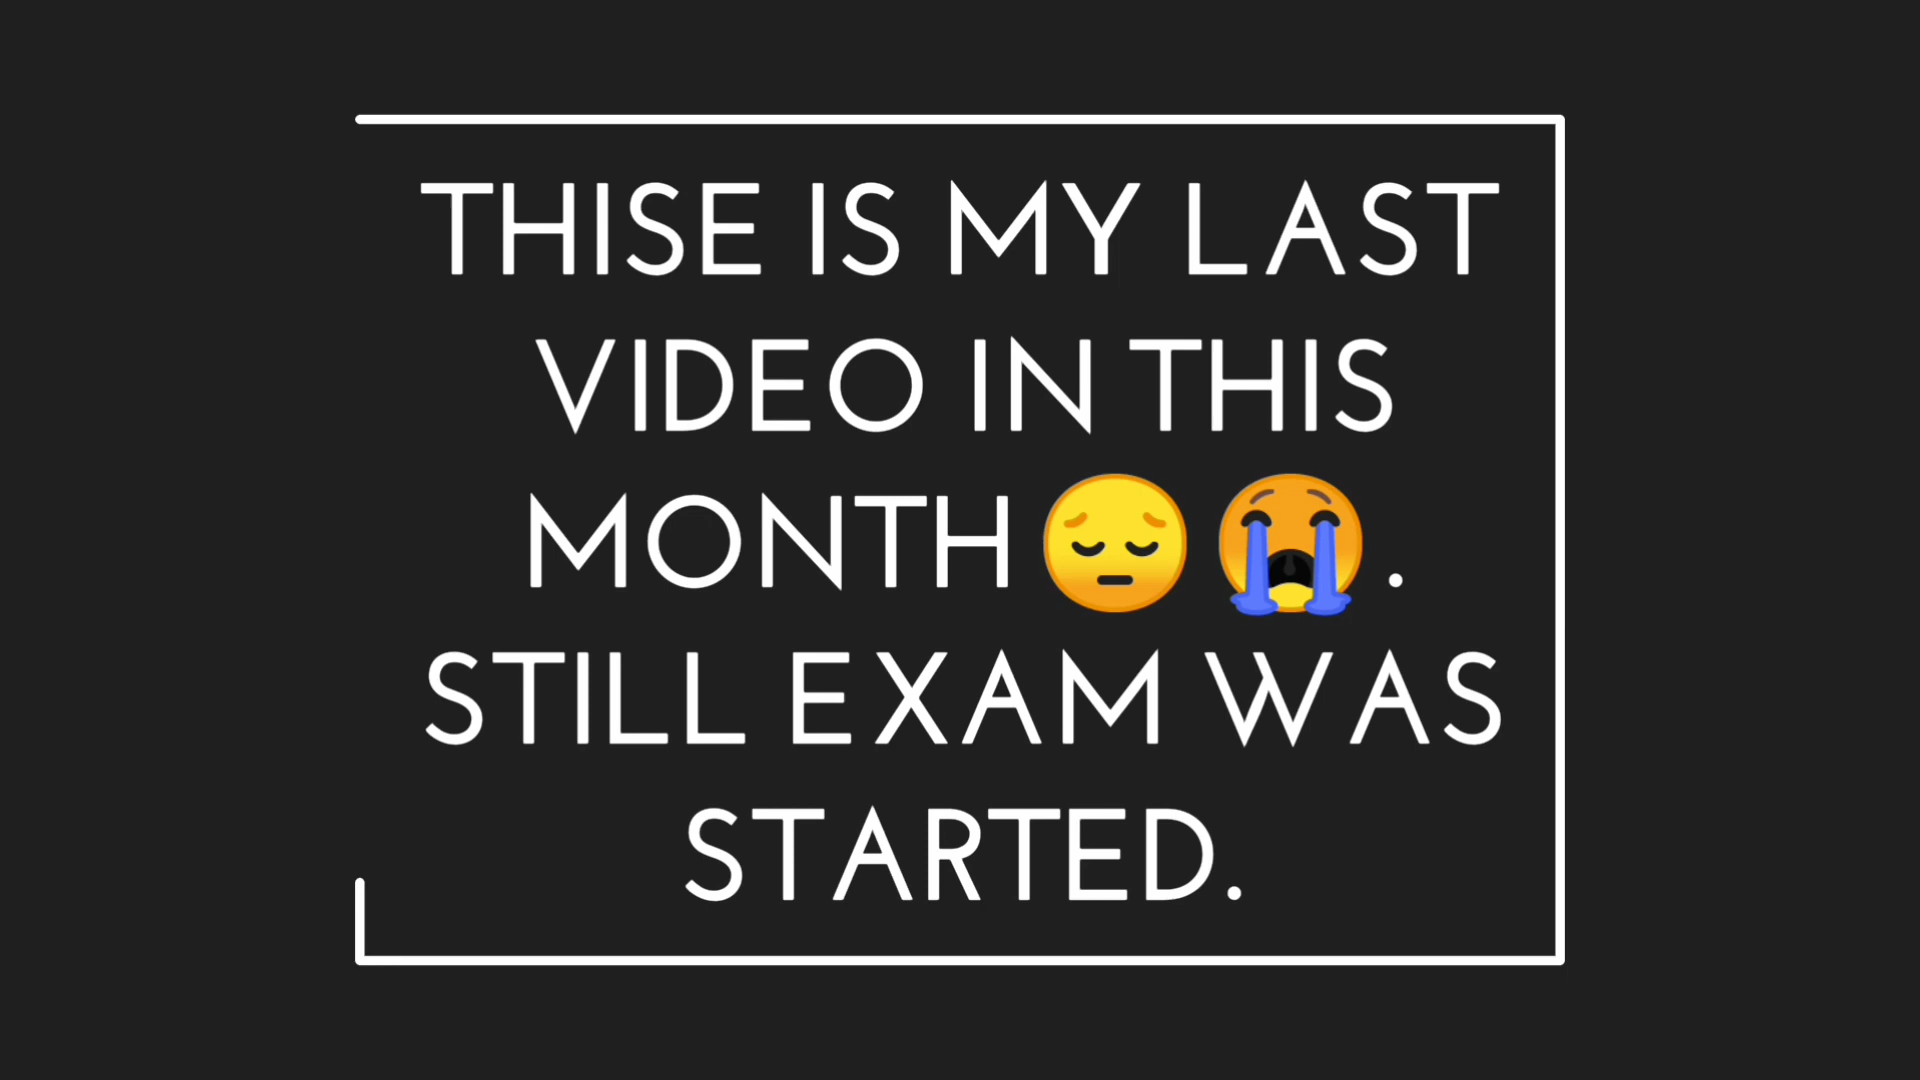 THISE IS MY LAST
VIDEO IN THIS
MONTH😔😭.
STILL EXAM WAS
STARTED.